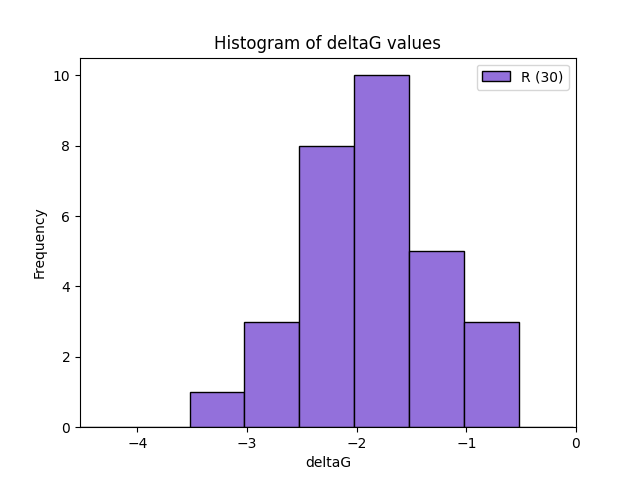 Histogram of deltaG values
R (30)
10
8
6
4
2
0
Frequency
−4
−3
−2
−1
0
deltaG